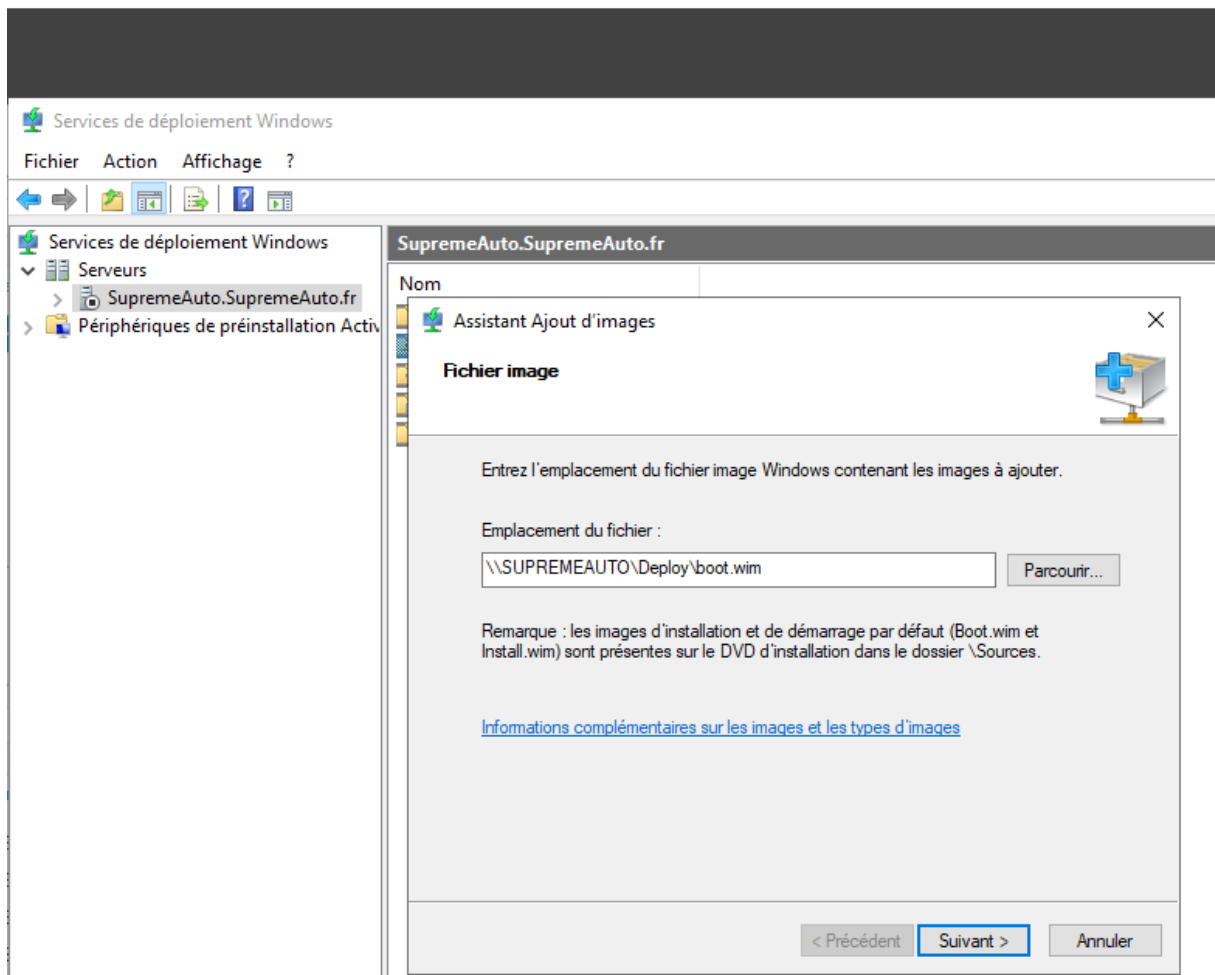 Services de déploiement Windows
Fichier Action Affichage ?
Services de déploiement Windows
Serveurs
SupremeAuto.SupremeAuto.fr
Périphériques de préinstallation Activ
SupremeAuto.SupremeAuto.fr
Nom
Assistant Ajout d'images
Fichier image
Entrez l'emplacement du fichier image Windows contenant les images à ajouter.
Emplacement du fichier :
\\SUPREMEAUTO\Deploy\boot.wim
Parcourir...
Remarque : les images d'installation et de démarrage par défaut (Boot.wim et
Install.wim) sont présentes sur le DVD d'installation dans le dossier \Sources.
Informations complémentaires sur les images et les types d'images
< Précédent
Suivant >
Annuler